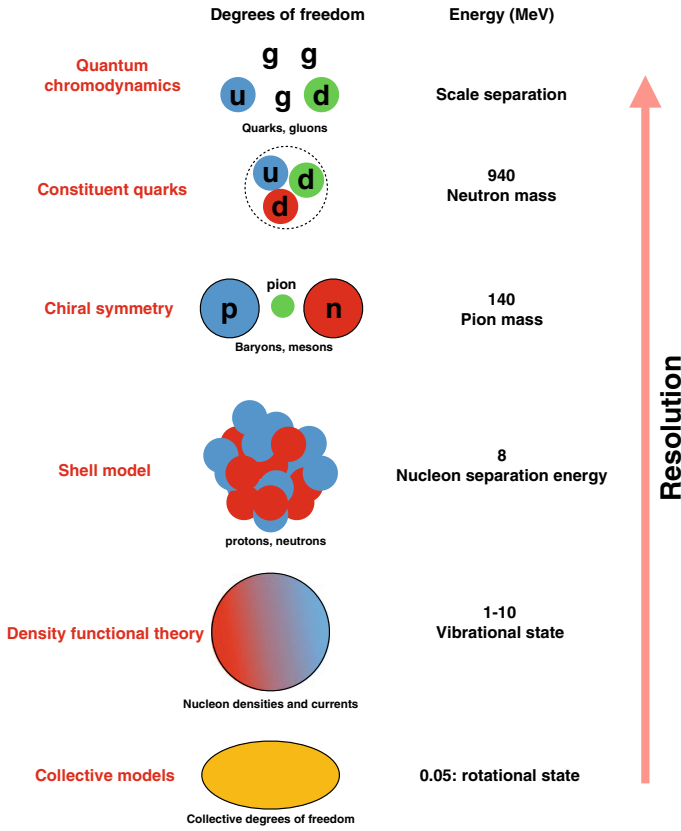 Degrees of freedom
Energy (MeV)
Quantum
chromodynamics
g g
u g d
Quarks, gluons
Scale separation
Constituent quarks
u d
d
940
Neutron mass
Chiral symmetry
pion
p n
Baryons, mesons
140
Pion mass
Shell model
protons, neutrons
8
Nucleon separation energy
Density functional theory
Nucleon densities and currents
1-10
Vibrational state
Collective models
Collective degrees of freedom
0.05: rotational state
Resolution